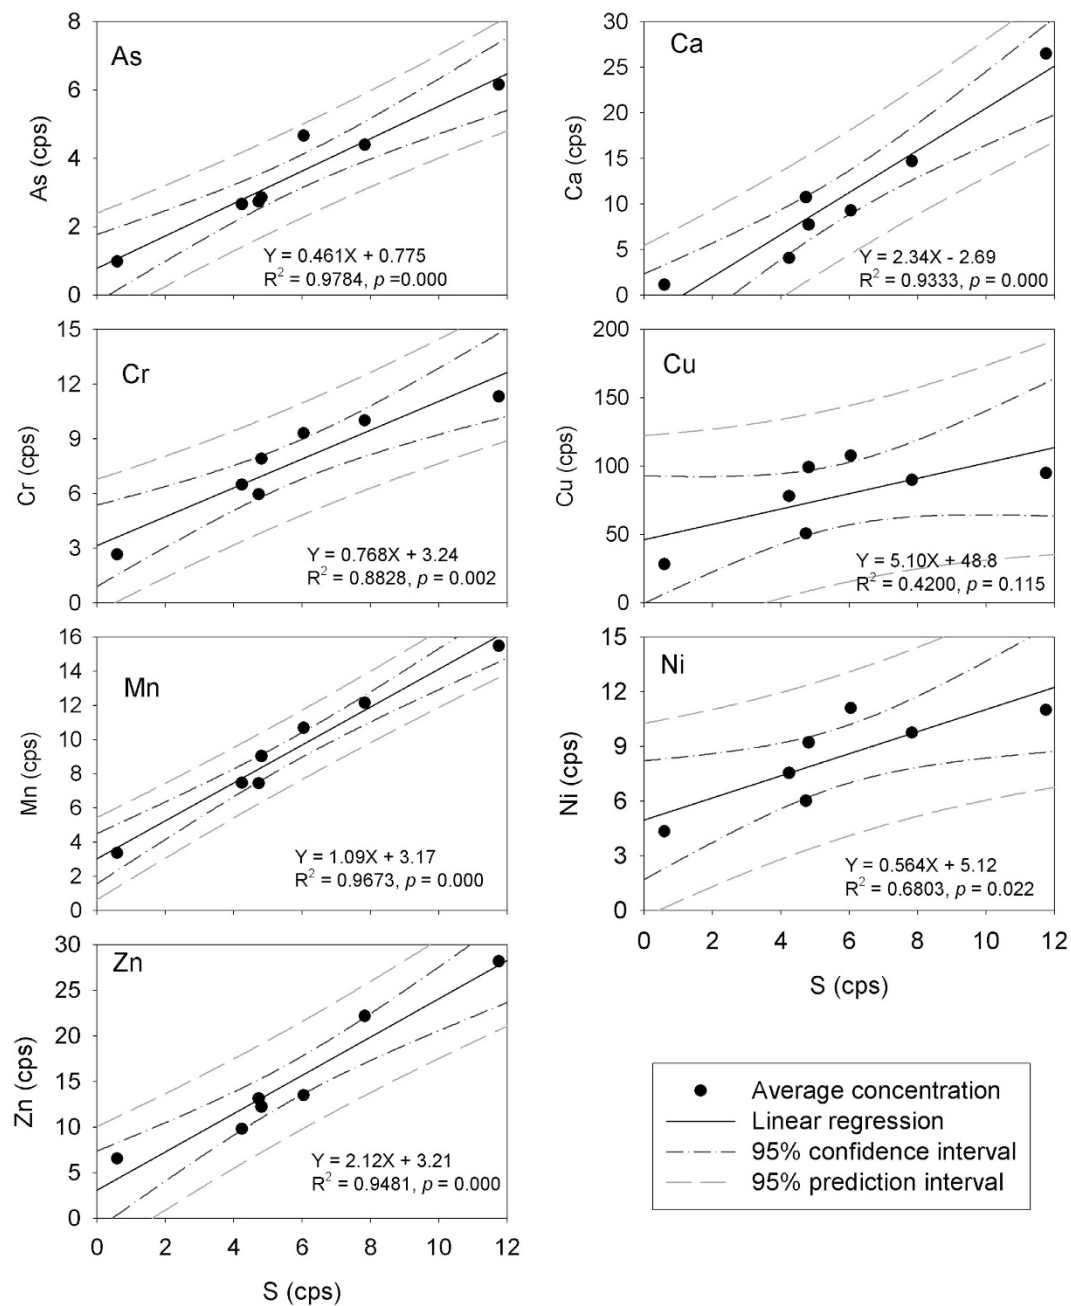 8
6
4
2
0
As (cps)
As
Y = 0.461X + 0.775
R² = 0.9784, p =0.000
30
25
20
15
10
5
0
Ca (cps)
Ca
Y = 2.34X - 2.69
R² = 0.9333, p = 0.000
15
12
9
6
3
0
Cr (cps)
Cr
Y = 0.768X + 3.24
R² = 0.8828, p = 0.002
200
150
100
50
0
Cu (cps)
Cu
Y = 5.10X + 48.8
R² = 0.4200, p = 0.115
16
14
12
10
8
6
4
2
0
Mn (cps)
Mn
Y = 1.09X + 3.17
R² = 0.9673, p = 0.000
15
12
9
6
3
0
Ni (cps)
Ni
Y = 0.564X + 5.12
R² = 0.6803, p = 0.022
0 2 4 6 8 10 12
S (cps)
30
25
20
15
10
5
0
Zn (cps)
Zn
Y = 2.12X + 3.21
R² = 0.9481, p = 0.000
0 2 4 6 8 10 12
S (cps)
Average concentration
Linear regression
95% confidence interval
95% prediction interval